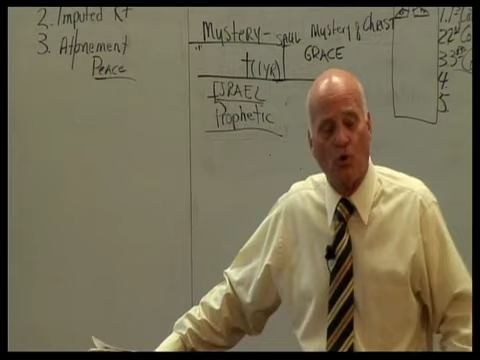 2. Imputed Rt
3. Atonement
Peace
Mystery - SAUL Mystery of Christ
GRACE
(1YR)
ISRAEL
Prophetic
1.
2.
3.
4.
5.